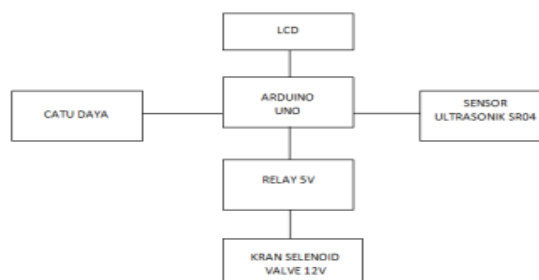 LCD
ARDUINO
UNO
CATU DAYA
SENSOR
ULTRASONIK SR04
RELAY 5V
KRAN SELENOID
VALVE 12V